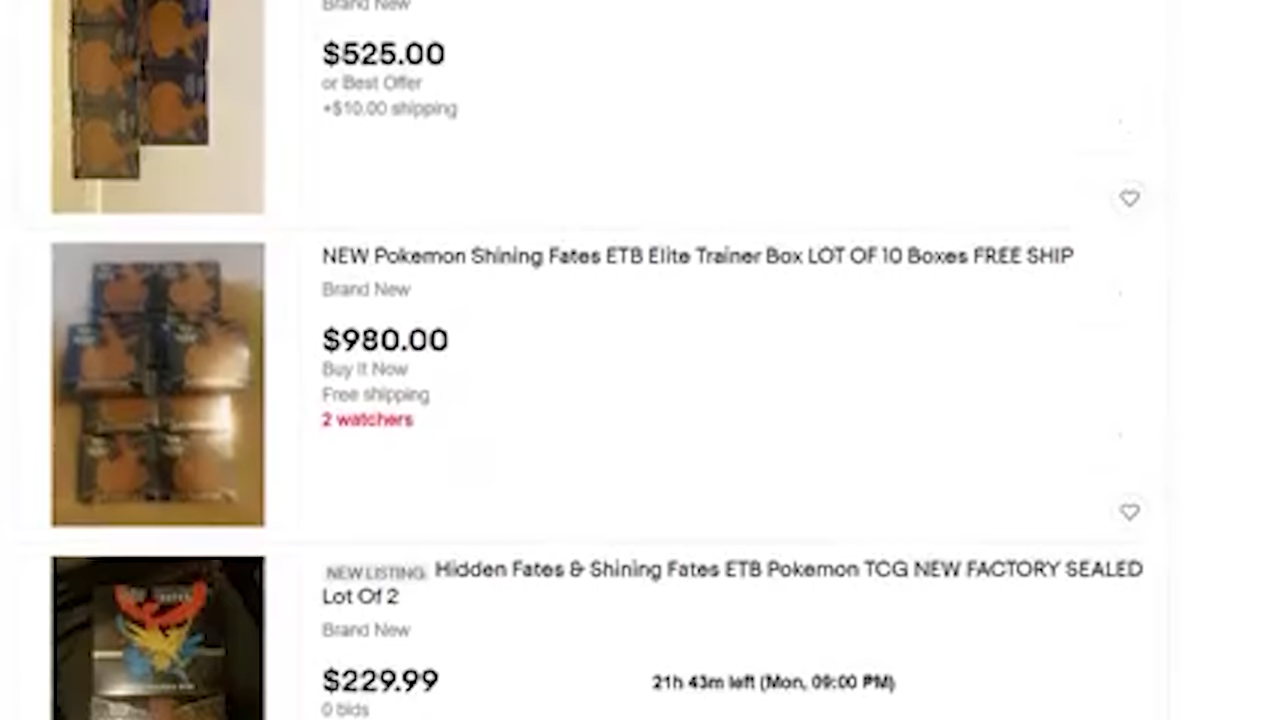 Brand New
$525.00
or Best Offer
+$10.00 shipping
NEW Pokemon Shining Fates ETB Elite Trainer Box LOT OF 10 Boxes FREE SHIP
Brand New
$980.00
Buy It Now
Free shipping
2 watchers
NEW LISTING Hidden Fates & Shining Fates ETB Pokemon TCG NEW FACTORY SEALED
Lot Of 2
Brand New
$229.99
21h 43m left (Mon, 09:00 PM)
0 bids